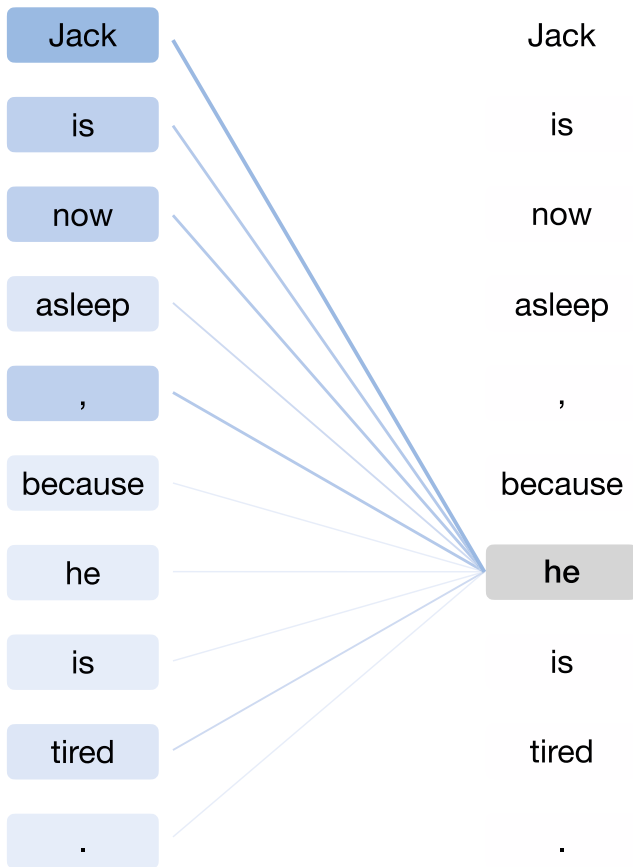 Jack Jack
is is
now now
asleep asleep
, ,
because because
he he
is is
tired tired
. .